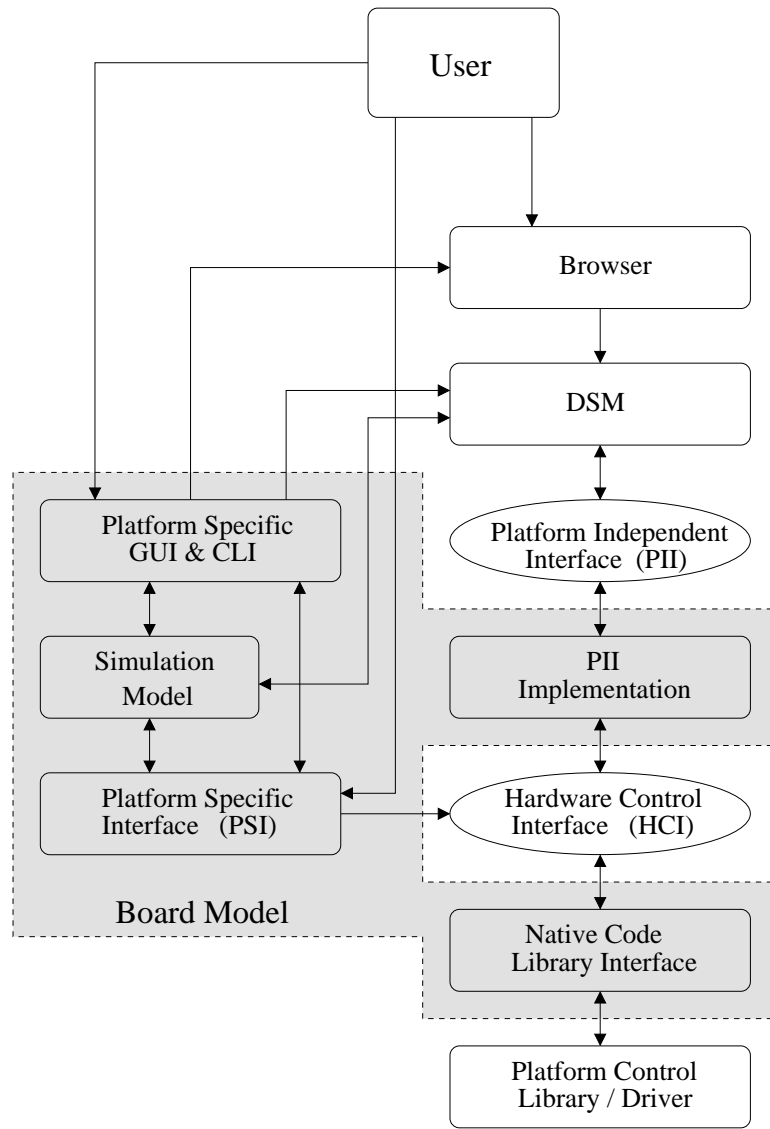 User
Browser
DSM
Platform Specific
GUI & CLI
Platform Independent
Interface (PII)
Simulation
Model
PII
Implementation
Platform Specific
Interface (PSI)
Hardware Control
Interface (HCI)
Board Model
Native Code
Library Interface
Platform Control
Library / Driver